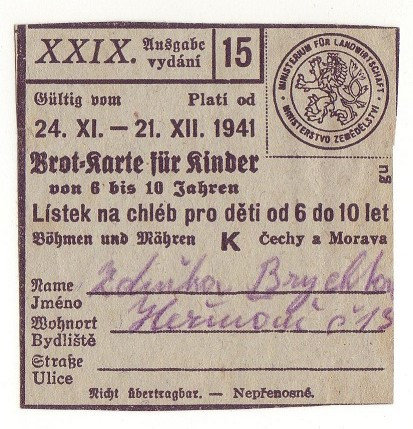 XXIX. Ausgabe vydání 15
MINISTERIUM FÜR LANDWIRTSCHAFT
MINISTERSTVO ZEMĚDĚLSTVÍ
Gültig vom Platí od
24. XI. — 21. XII. 1941
Brot-Karte für Kinder
von 6 bis 10 Jahren
ng
Lístek na chléb pro děti od 6 do 10 let
Böhmen und Mähren K Čechy a Morava
Name
Jméno
Wohnort
Bydliště
Straße
Ulice
Nicht übertragbar. — Nepřenosné.